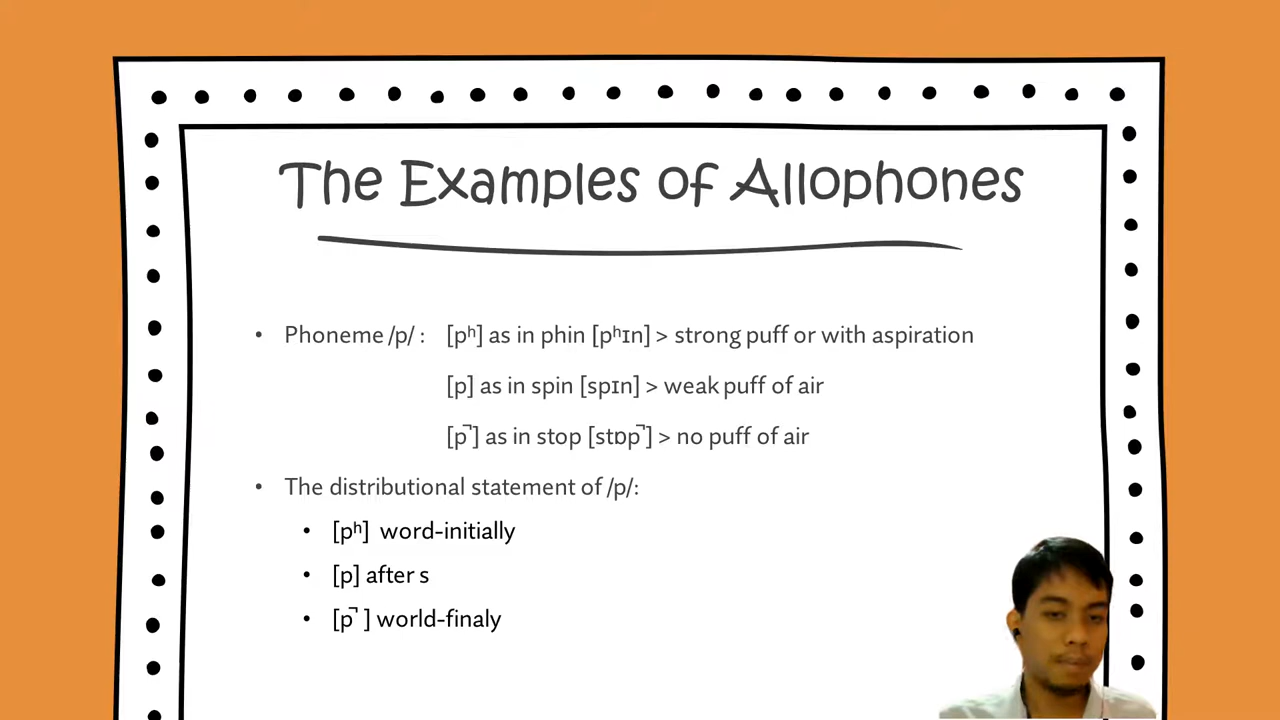 The Examples of Allophones
• Phoneme /p/ : [pʰ] as in phin [pʰɪn] > strong puff or with aspiration
[p] as in spin [spɪn] > weak puff of air
[p̚] as in stop [stɒp̚] > no puff of air
• The distributional statement of /p/:
• [pʰ] word-initially
• [p] after s
• [p̚ ] world-finaly